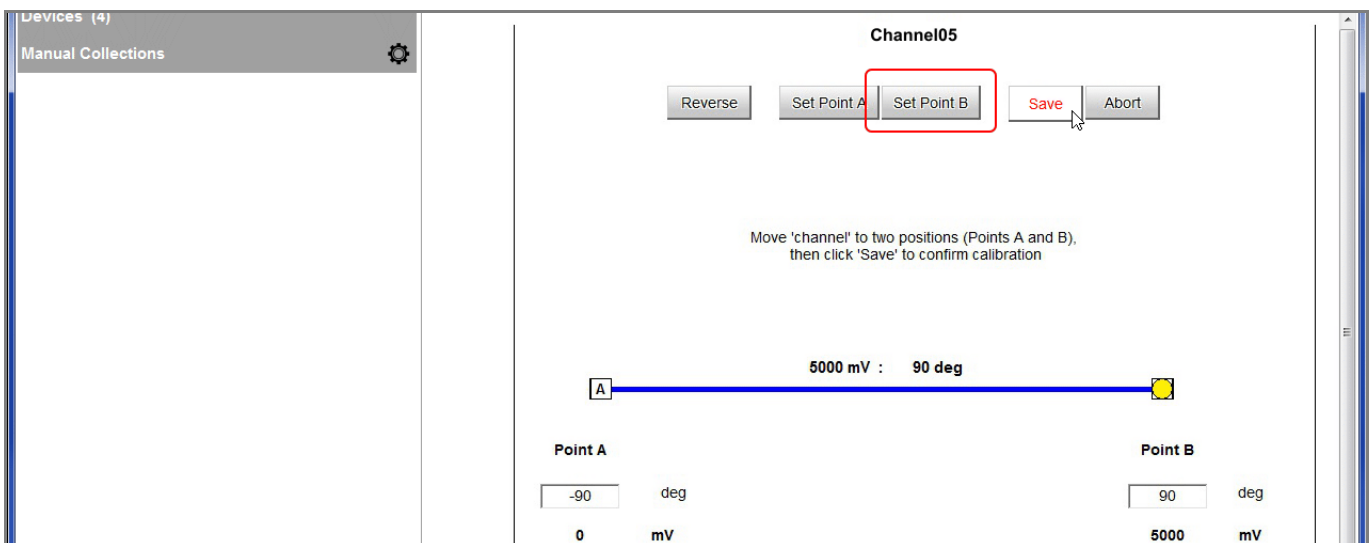 Devices (4)
Manual Collections
Channel05
Reverse Set Point A Set Point B Save Abort
Move 'channel' to two positions (Points A and B),
then click 'Save' to confirm calibration
5000 mV : 90 deg
A
Point A Point B
-90 deg 90 deg
0 mV 5000 mV